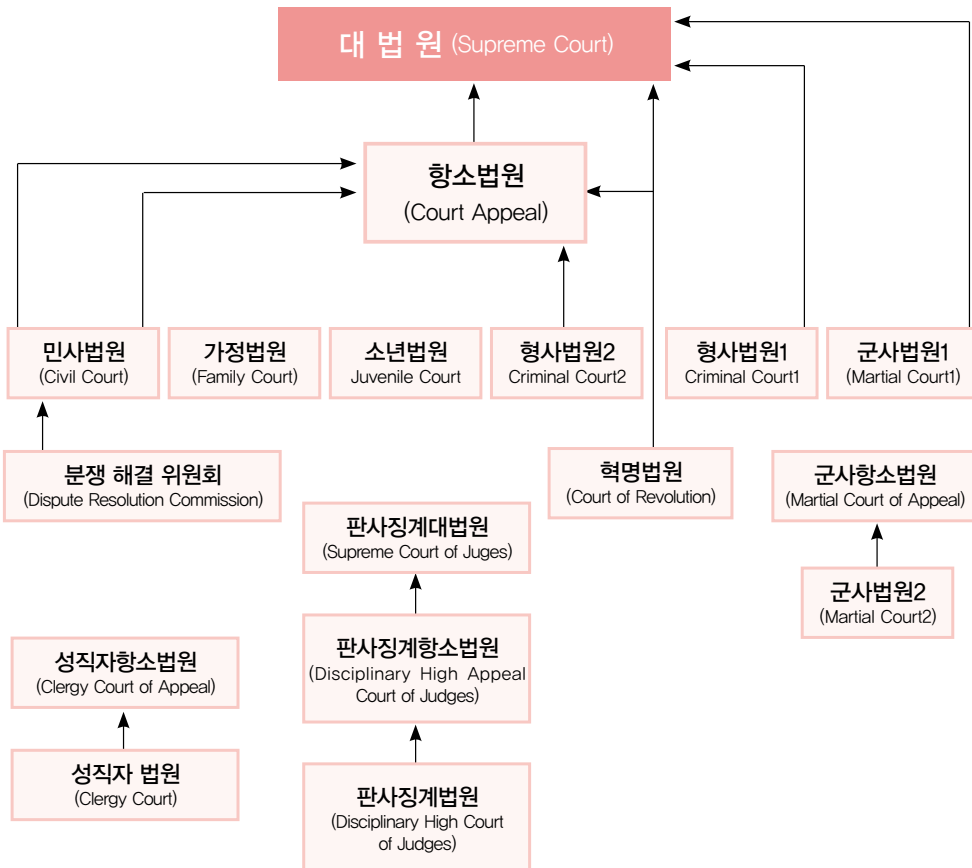 대 법 원 (Supreme Court)
항소법원
(Court Appeal)
민사법원
(Civil Court)
가정법원
(Family Court)
소년법원
Juvenile Court
형사법원2
Criminal Court2
형사법원1
Criminal Court1
군사법원1
(Martial Court1)
분쟁 해결 위원회
(Dispute Resolution Commission)
혁명법원
(Court of Revolution)
군사항소법원
(Martial Court of Appeal)
판사징계대법원
(Supreme Court of Juges)
군사법원2
(Martial Court2)
판사징계항소법원
(Disciplinary High Appeal
Court of Judges)
성직자항소법원
(Clergy Court of Appeal)
성직자 법원
(Clergy Court)
판사징계법원
(Disciplinary High Court
of Judges)